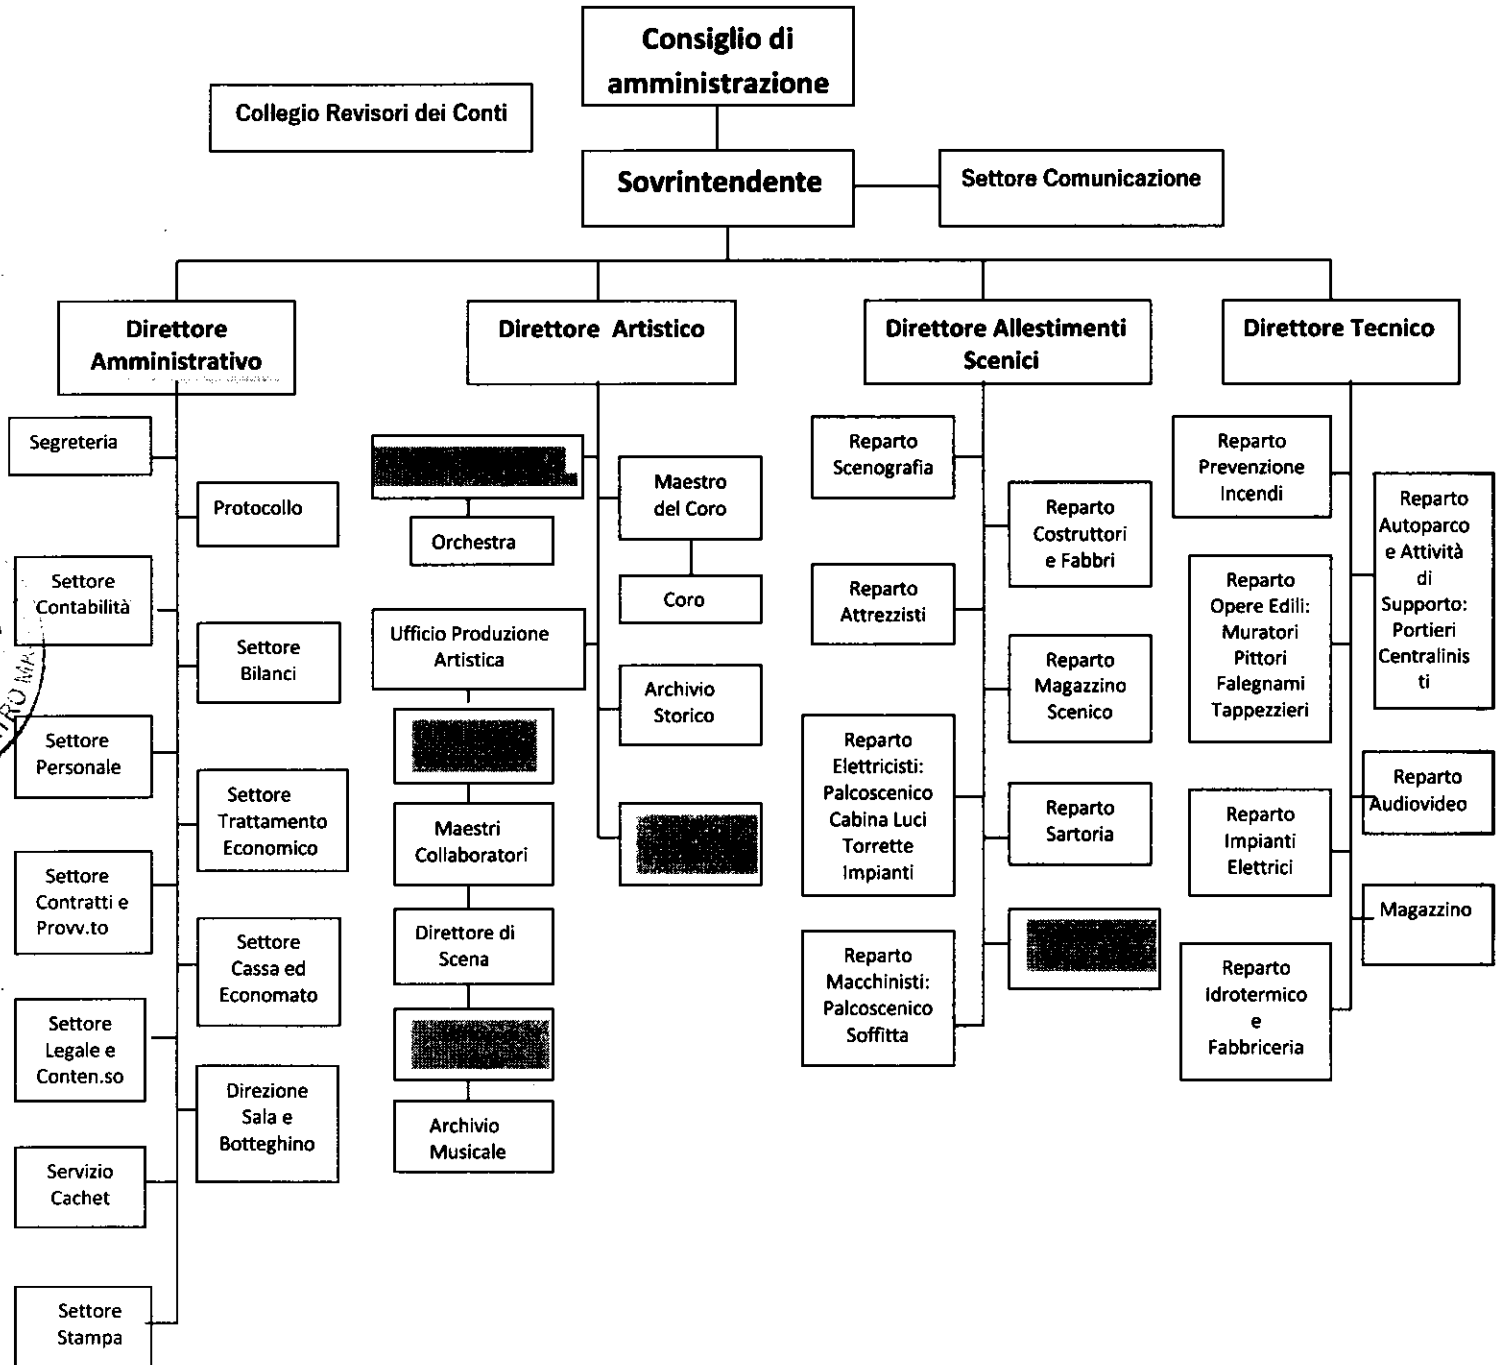 Consiglio di
amministrazione
Collegio Revisori dei Conti
Sovrintendente
Settore Comunicazione
Direttore
Amministrativo
Direttore Artistico
Direttore Allestimenti
Scenici
Direttore Tecnico
Segreteria
Protocollo
Settore
Contabilità
Settore
Bilanci
Settore
Personale
Settore
Trattamento
Economico
Settore
Contratti e
Provv.to
Settore
Cassa ed
Economato
Settore
Legale e
Conten.so
Direzione
Sala e
Botteghino
Servizio
Cachet
Settore
Stampa
Orchestra
Maestro
del Coro
Coro
Ufficio Produzione
Artistica
Archivio
Storico
Maestri
Collaboratori
Direttore di
Scena
Archivio
Musicale
Reparto
Scenografia
Reparto
Costruttori
e Fabbri
Reparto
Attrezzisti
Reparto
Magazzino
Scenico
Reparto
Elettricisti:
Palcoscenico
Cabina Luci
Torrette
Impianti
Reparto
Sartoria
Reparto
Macchinisti:
Palcoscenico
Soffitta
Reparto
Prevenzione
Incendi
Reparto
Autoparco
e Attività
di
Supporto:
Portieri
Centralinis
ti
Reparto
Opere Edili:
Muratori
Pittori
Falegnami
Tappezzieri
Reparto
Audiovideo
Reparto
Impianti
Elettrici
Magazzino
Reparto
Idrotermico
e
Fabbriceria